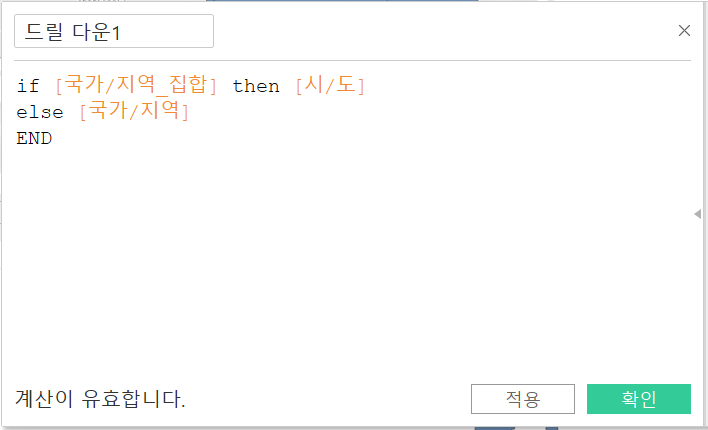 드릴 다운1
if [국가/지역_집합] then [시/도]
else [국가/지역]
END
계산이 유효합니다.
적용
확인